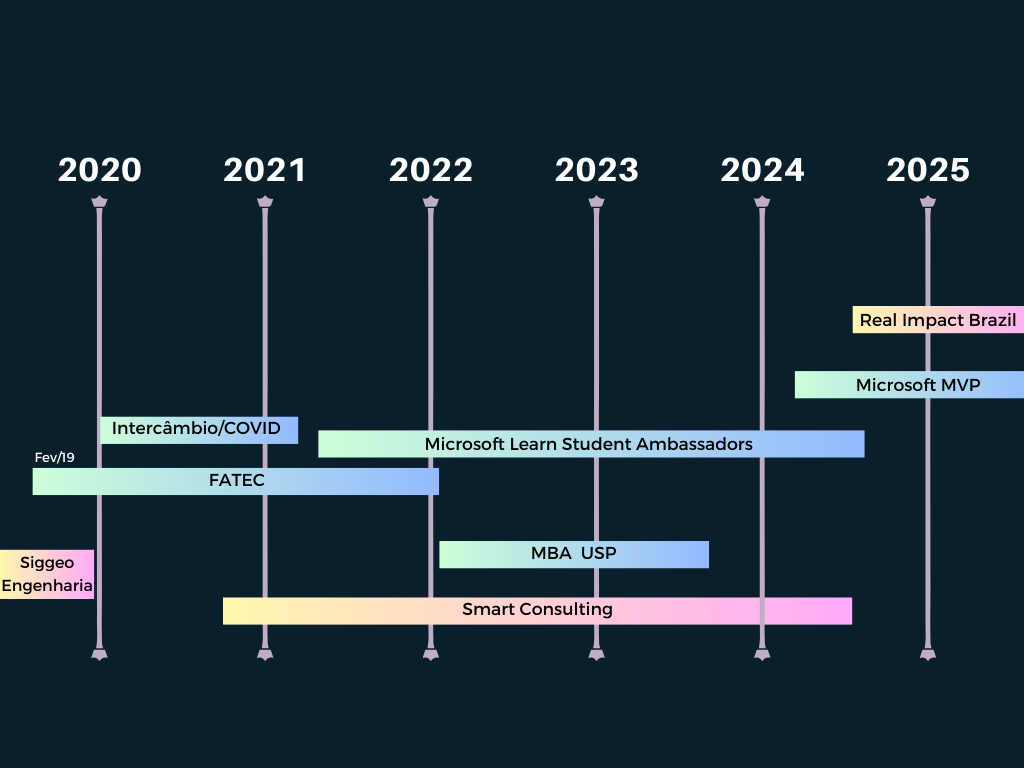 2020 2021 2022 2023 2024 2025
Real Impact Brazil
Microsoft MVP
Intercâmbio/COVID
Microsoft Learn Student Ambassadors
Fev/19
FATEC
MBA USP
Siggeo
Engenharia
Smart Consulting